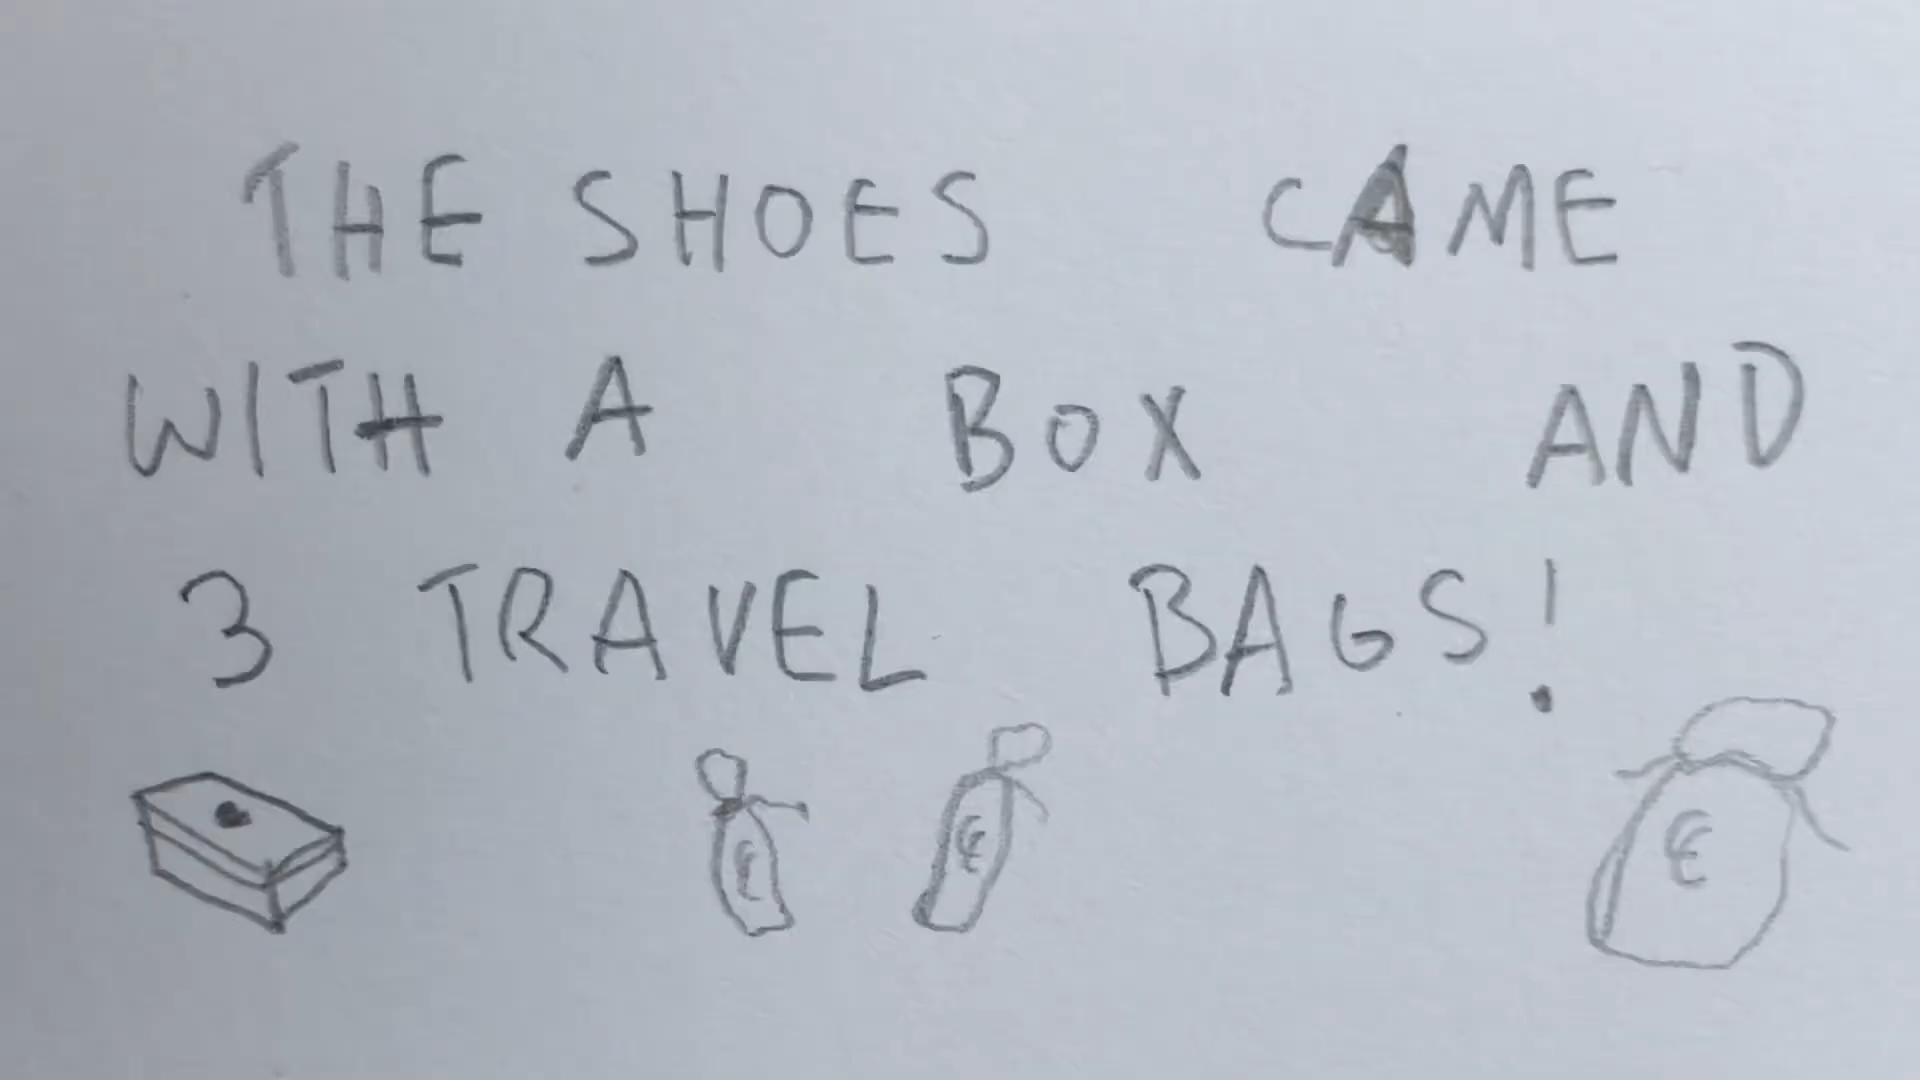 THE SHOES CAME
WITH A BOX AND
3 TRAVEL BAGS!
€ € €